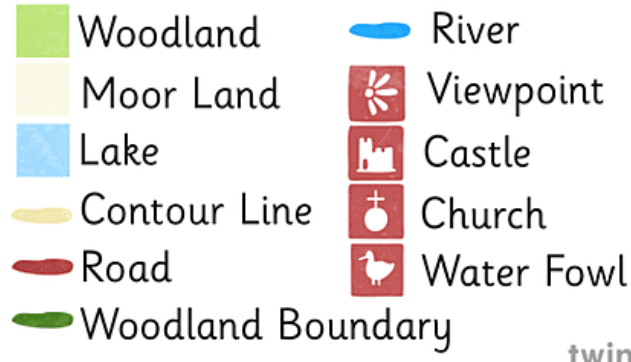 Woodland
Moor Land
Lake
Contour Line
Road
Woodland Boundary
River
Viewpoint
Castle
Church
Water Fowl
twin